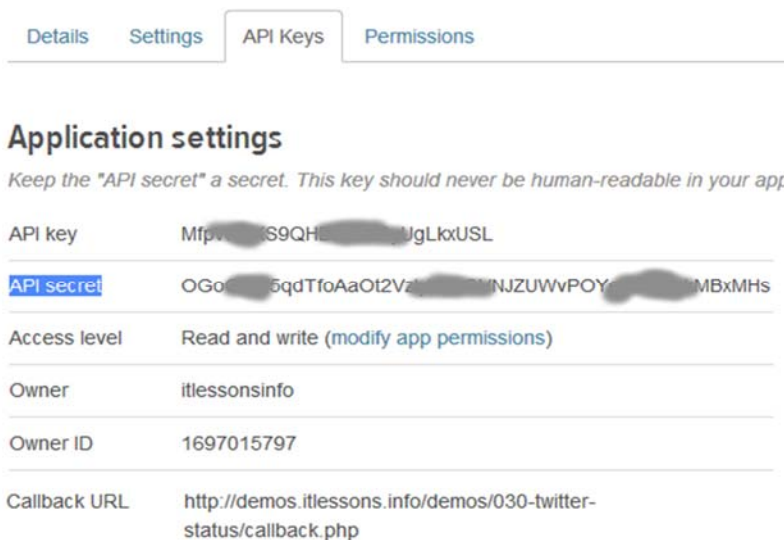 Details Settings API Keys Permissions
Application settings
Keep the "API secret" a secret. This key should never be human-readable in your
API key
API secret
Access level Read and write (modify app permissions)
Owner itlessonsinfo
Owner ID 1697015797
Callback URL http://demos.itlessons.info/demos/030-twitter-
status/callback.php